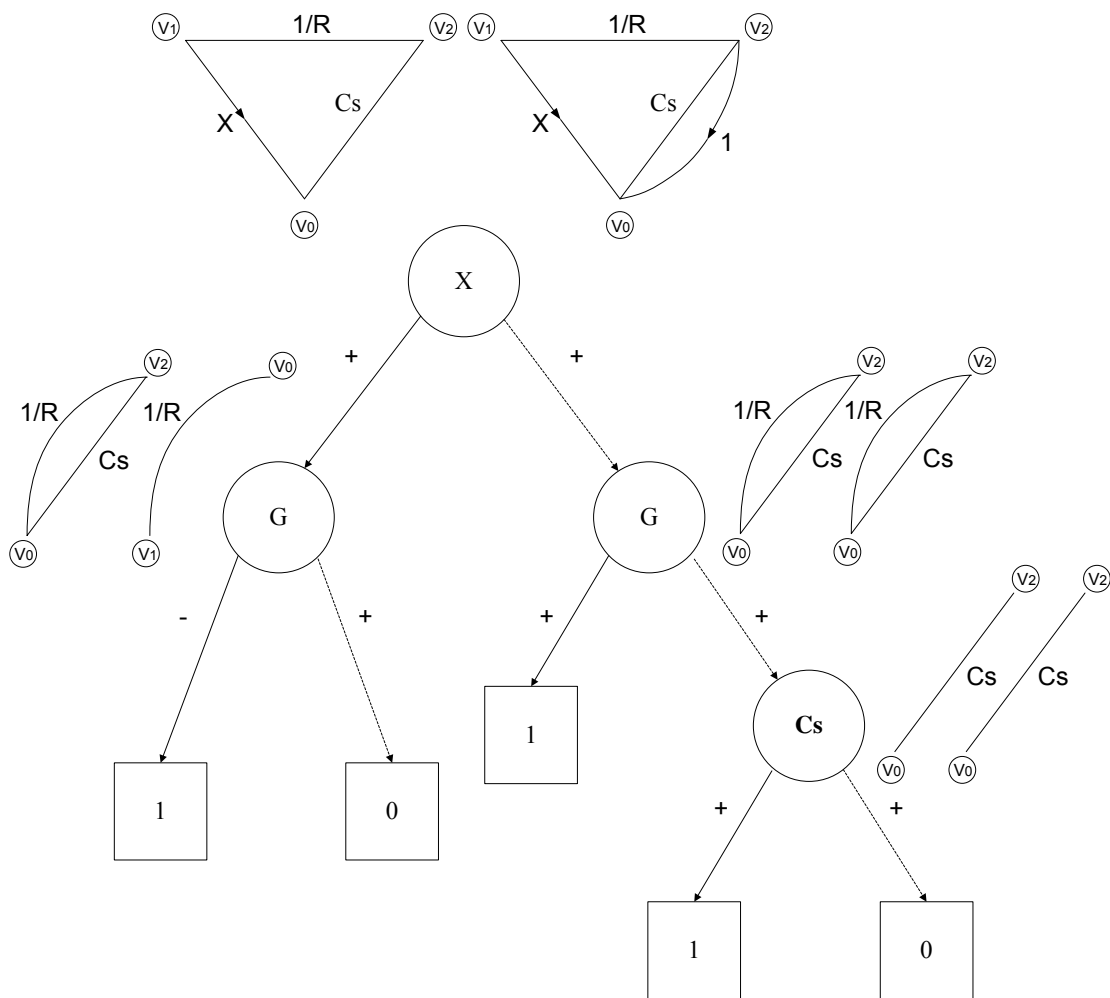 V1 1/R V2 V1 1/R V2
Cs Cs
X X 1
V0 V0
X
+ +
V2 V0 V2 V2
1/R 1/R 1/R 1/R
Cs Cs Cs
G G
V0 V1 V0 V0
V2 V2
- + + +
Cs Cs
1 Cs
V0 V0
1 0 + +
1 0